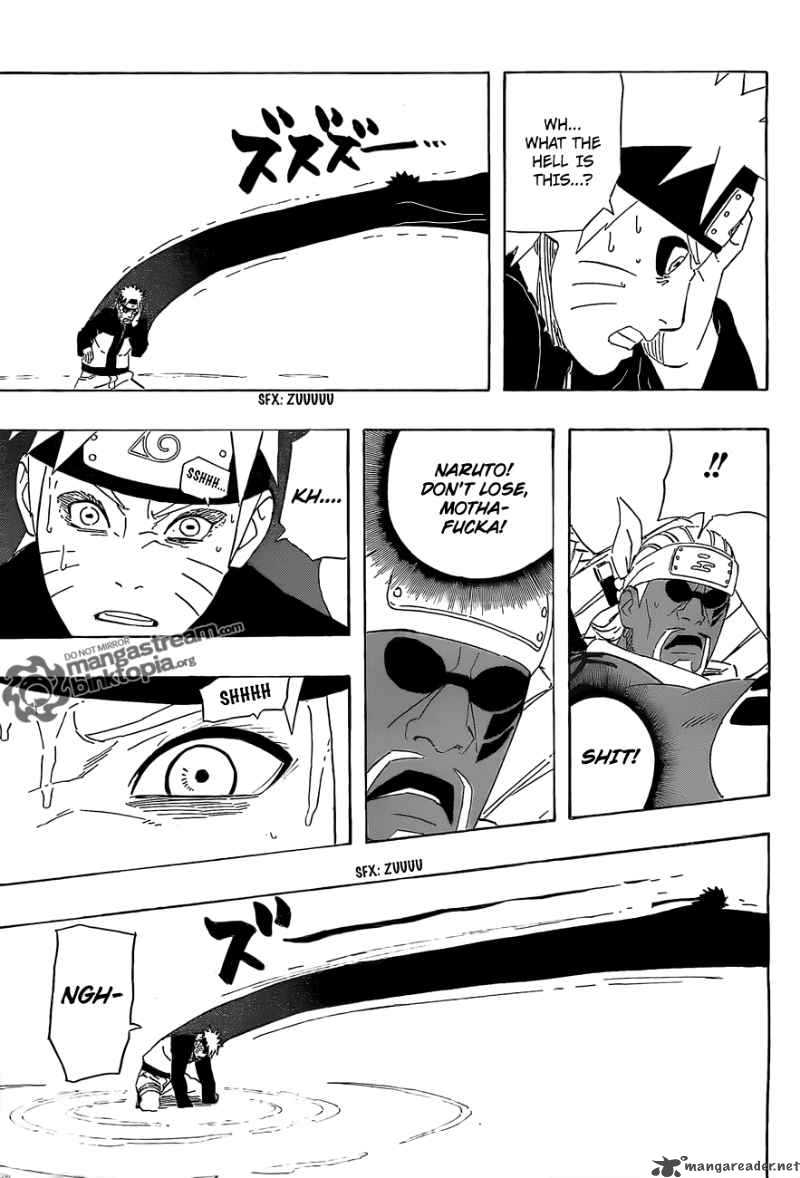 WH...
WHAT THE
HELL IS
THIS...?
ズズズー...
SFX: ZUUUUU
!!
SHIT!
NARUTO!
DON'T LOSE,
MOTHA-
FUCKA!
SSHHH...
KH....
SHHHH
DO NOT MIRROR
mangastream.com
binktopia.org
SFX: ZUUUU
ズ
NGH-
mangareader.net